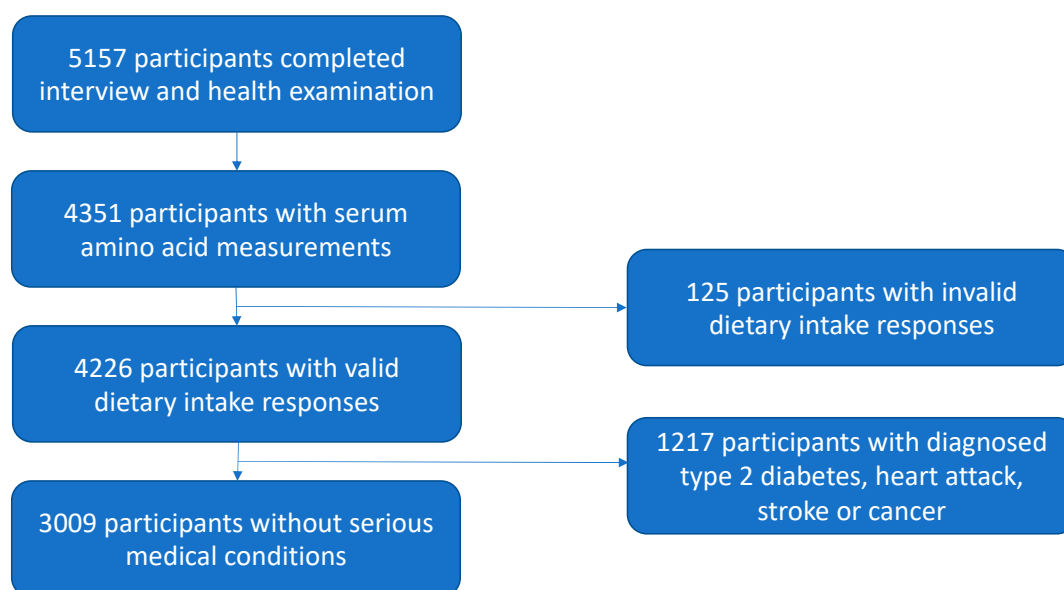 5157 participants completed
interview and health examination
4351 participants with serum
amino acid measurements
125 participants with invalid
dietary intake responses
4226 participants with valid
dietary intake responses
1217 participants with diagnosed
type 2 diabetes, heart attack,
stroke or cancer
3009 participants without serious
medical conditions